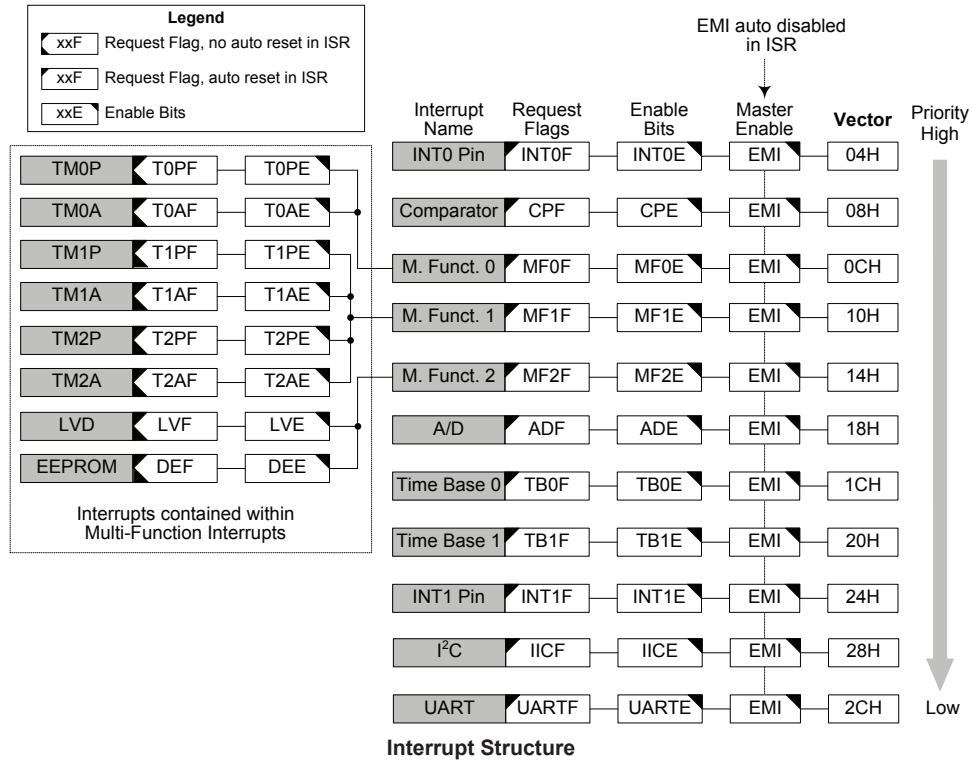 Legend
xxF Request Flag, no auto reset in ISR
xxF Request Flag, auto reset in ISR
xxE Enable Bits
EMI auto disabled
in ISR
Interrupt Name Request Flags Enable Bits Master Enable Vector Priority
High
TM0P T0PF T0PE
TM0A T0AF T0AE
TM1P T1PF T1PE
TM1A T1AF T1AE
TM2P T2PF T2PE
TM2A T2AF T2AE
LVD LVF LVE
EEPROM DEF DEE
Interrupts contained within
Multi-Function Interrupts
INT0 Pin INT0F INT0E EMI 04H
Comparator CPF CPE EMI 08H
M. Funct. 0 MF0F MF0E EMI 0CH
M. Funct. 1 MF1F MF1E EMI 10H
M. Funct. 2 MF2F MF2E EMI 14H
A/D ADF ADE EMI 18H
Time Base 0 TB0F TB0E EMI 1CH
Time Base 1 TB1F TB1E EMI 20H
INT1 Pin INT1F INT1E EMI 24H
I²C IICF IICE EMI 28H
UART UARTF UARTE EMI 2CH Low
Interrupt Structure